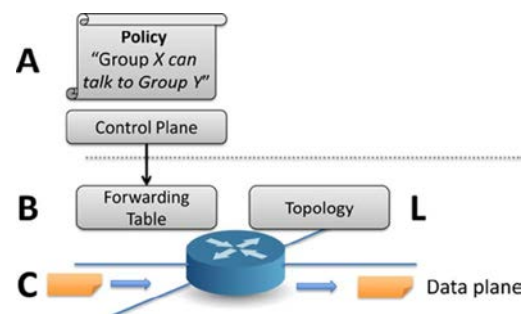 A
Policy
“Group X can
talk to Group Y”
Control Plane
B
Forwarding
Table
Topology
L
C
Data plane